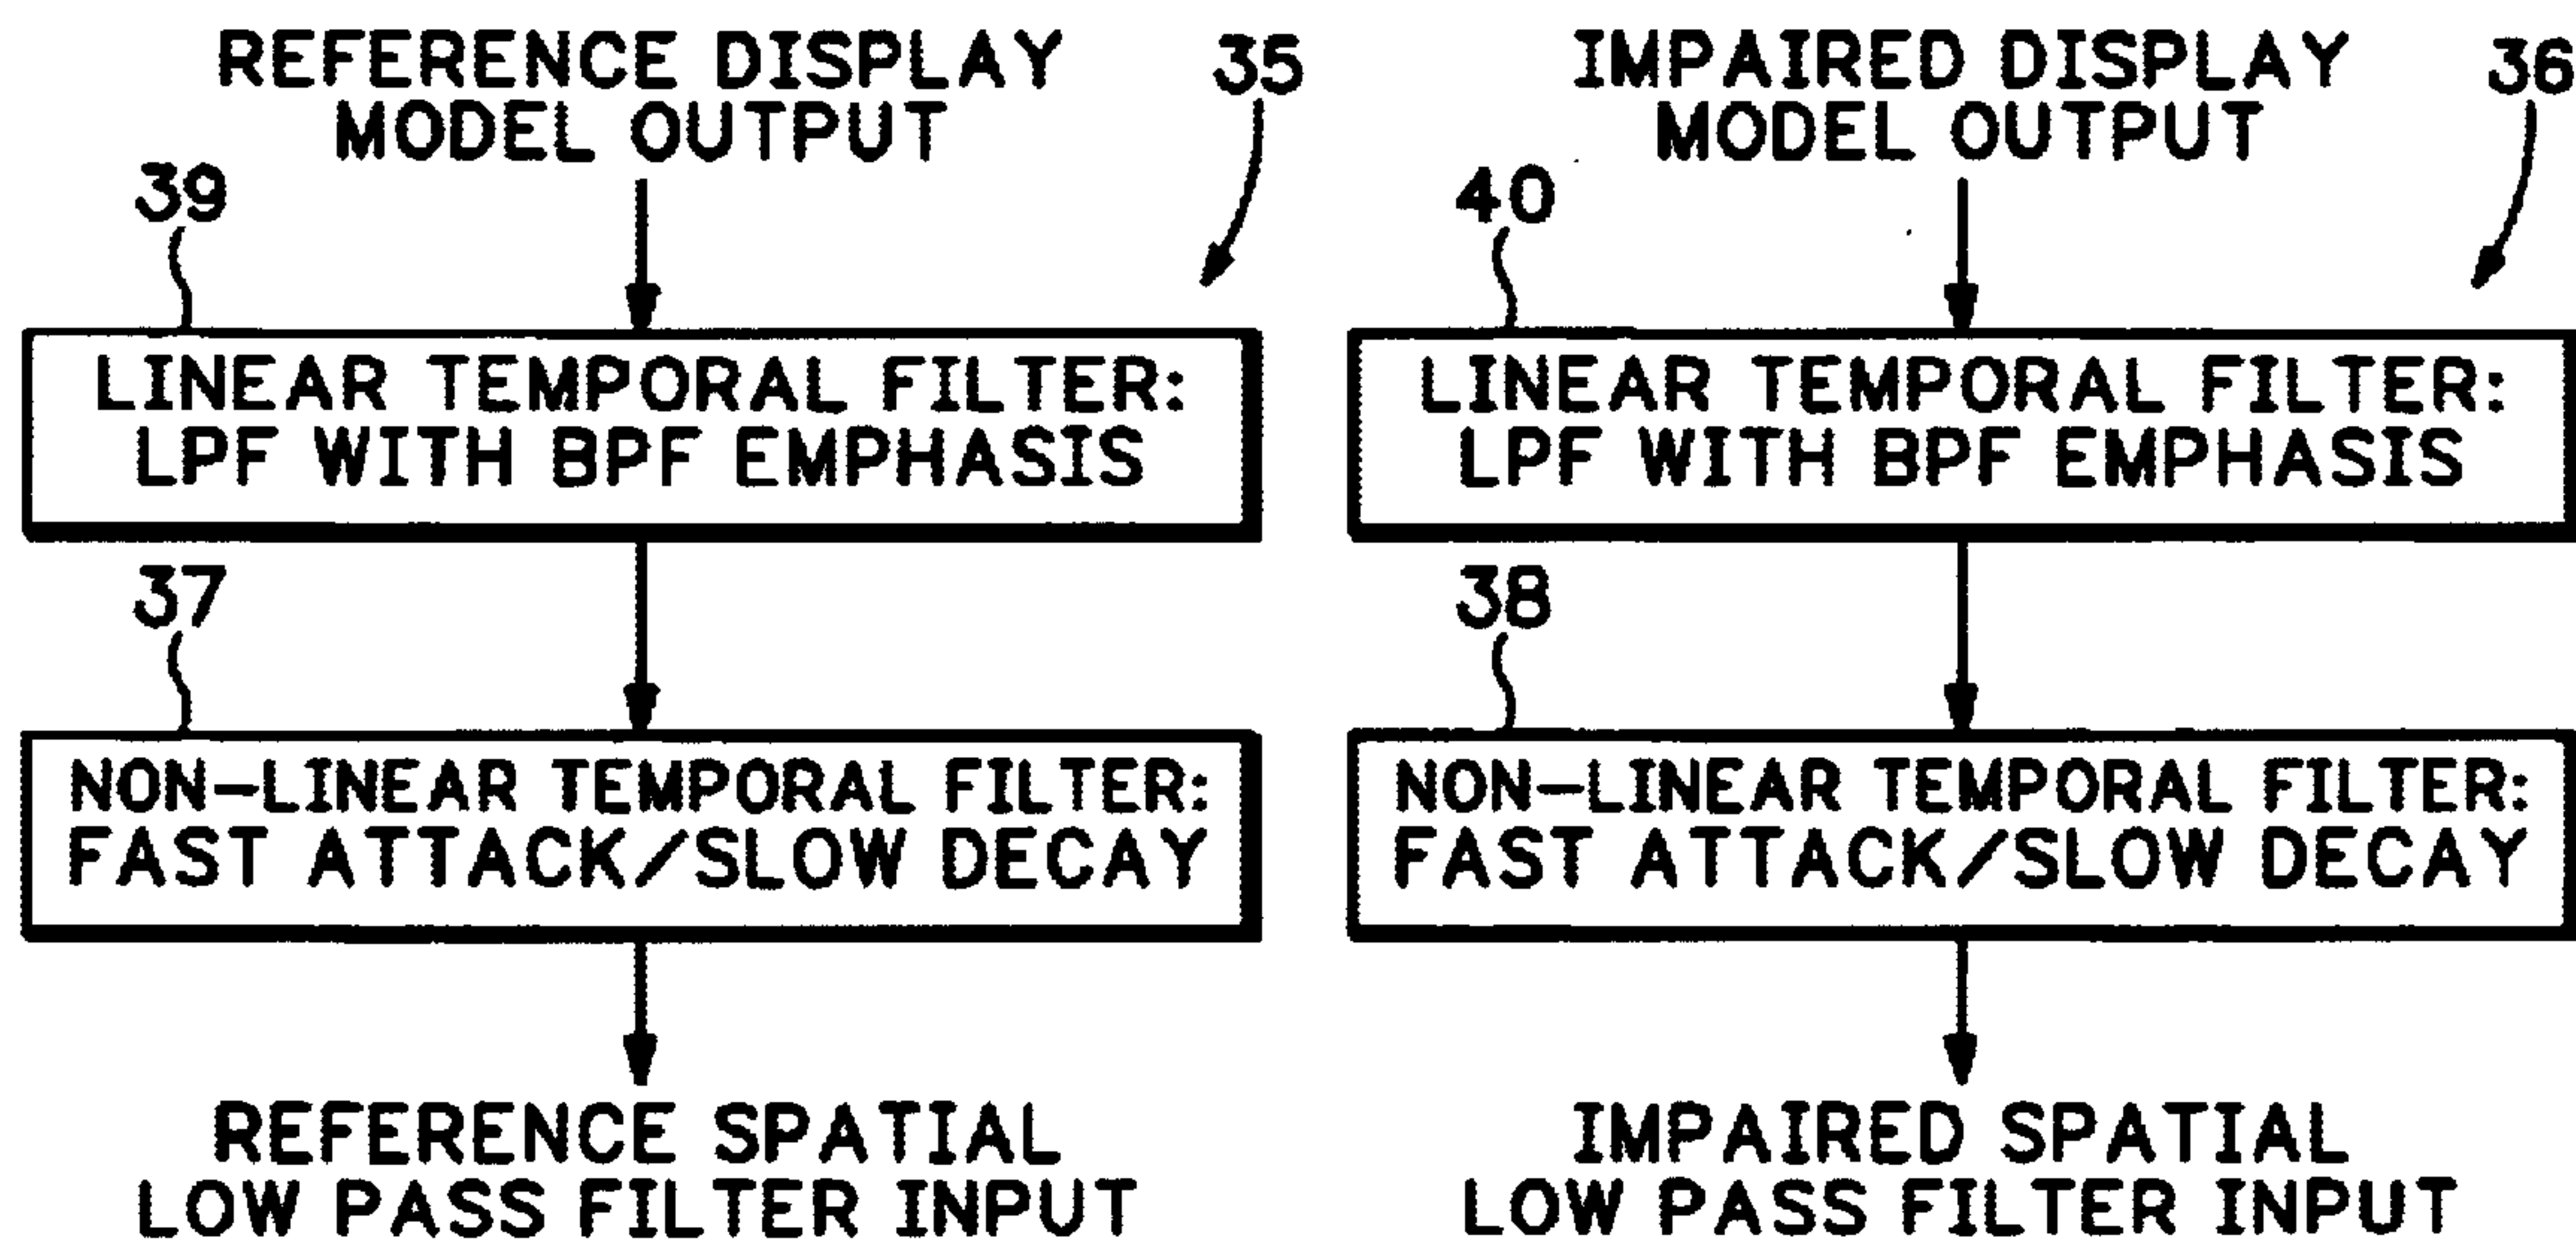 REFERENCE DISPLAY
MODEL OUTPUT
35
39
LINEAR TEMPORAL FILTER:
LPF WITH BPF EMPHASIS
37
NON-LINEAR TEMPORAL FILTER:
FAST ATTACK/SLOW DECAY
REFERENCE SPATIAL
LOW PASS FILTER INPUT
IMPAIRED DISPLAY
MODEL OUTPUT
36
40
LINEAR TEMPORAL FILTER:
LPF WITH BPF EMPHASIS
38
NON-LINEAR TEMPORAL FILTER:
FAST ATTACK/SLOW DECAY
IMPAIRED SPATIAL
LOW PASS FILTER INPUT